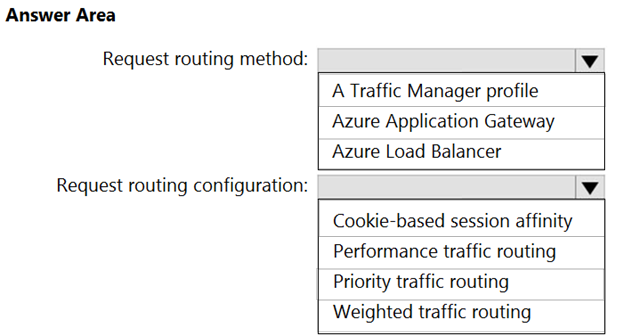 Answer Area
Request routing method:
A Traffic Manager profile
Azure Application Gateway
Azure Load Balancer
Request routing configuration:
Cookie-based session affinity
Performance traffic routing
Priority traffic routing
Weighted traffic routing